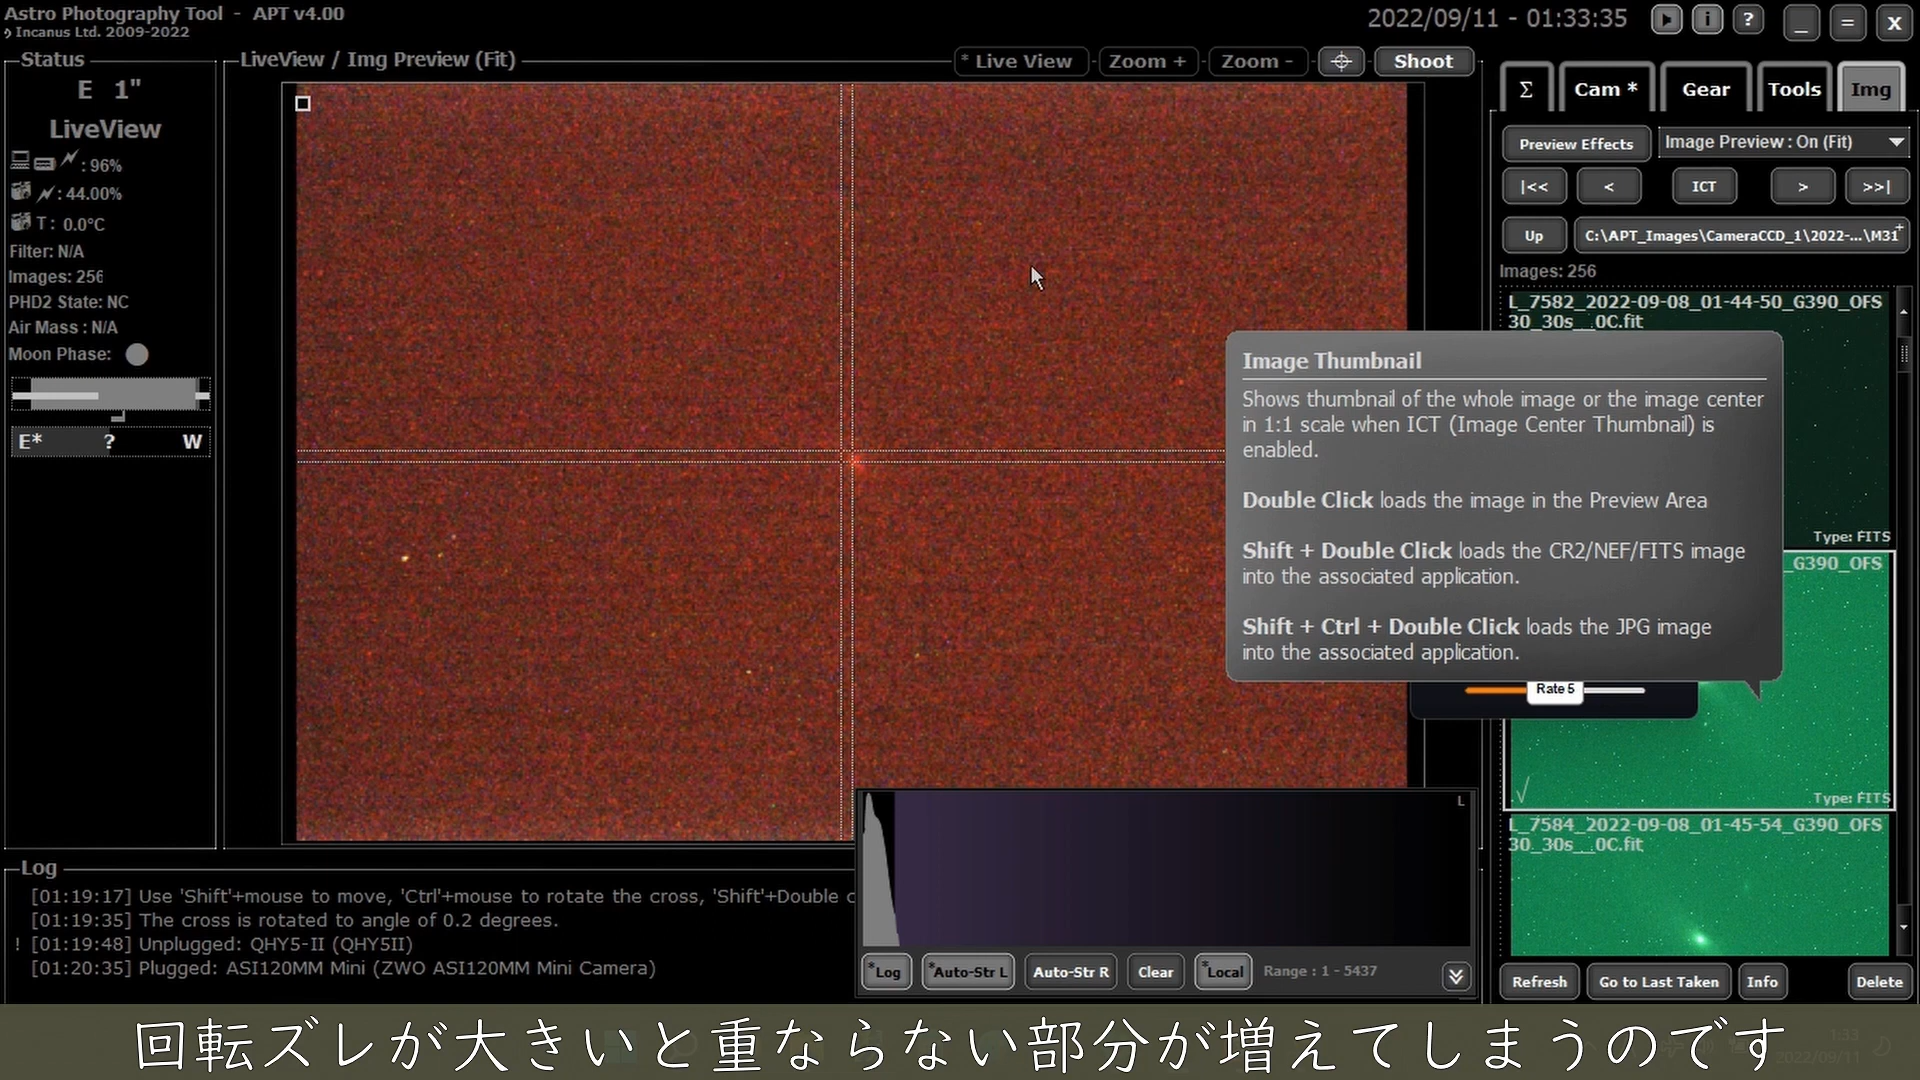 Astro Photography Tool - APT v4.00
Incanus Ltd. 2009-2022
2022/09/11 - 01:33:35
i
?
_
=
X
Status
E 1"
LiveView
: 96%
: 44.00%
T : 0.0°C
Filter: N/A
Images: 256
PHD2 State: NC
Air Mass : N/A
Moon Phase:
E* ? W
LiveView / Img Preview (Fit)
* Live View
Zoom +
Zoom -
Shoot
Σ
Cam *
Gear
Tools
Img
Preview Effects
Image Preview : On (Fit)
|<<
<
ICT
>
>>|
Up
C:\APT_Images\CameraCCD_1\2022-...\M31
+
Images: 256
L_7582_2022-09-08_01-44-50_G390_OFS
30_30s__0C.fit
Type: FITS
_G390_OFS
Type: FITS
L_7584_2022-09-08_01-45-54_G390_OFS
30_30s__0C.fit
Image Thumbnail
Shows thumbnail of the whole image or the image center
in 1:1 scale when ICT (Image Center Thumbnail) is
enabled.
Double Click loads the image in the Preview Area
Shift + Double Click loads the CR2/NEF/FITS image
into the associated application.
Shift + Ctrl + Double Click loads the JPG image
into the associated application.
Rate 5
Log
[01:19:17] Use 'Shift'+mouse to move, 'Ctrl'+mouse to rotate the cross, 'Shift'+Double c
[01:19:35] The cross is rotated to angle of 0.2 degrees.
! [01:19:48] Unplugged: QHY5-II (QHY5II)
[01:20:35] Plugged: ASI120MM Mini (ZWO ASI120MM Mini Camera)
L
*Log
*Auto-Str L
Auto-Str R
Clear
*Local
Range : 1 - 5437
Refresh
Go to Last Taken
Info
Delete
回転ズレが大きいと重ならない部分が増えてしまうのです
1:33
2022/09/11